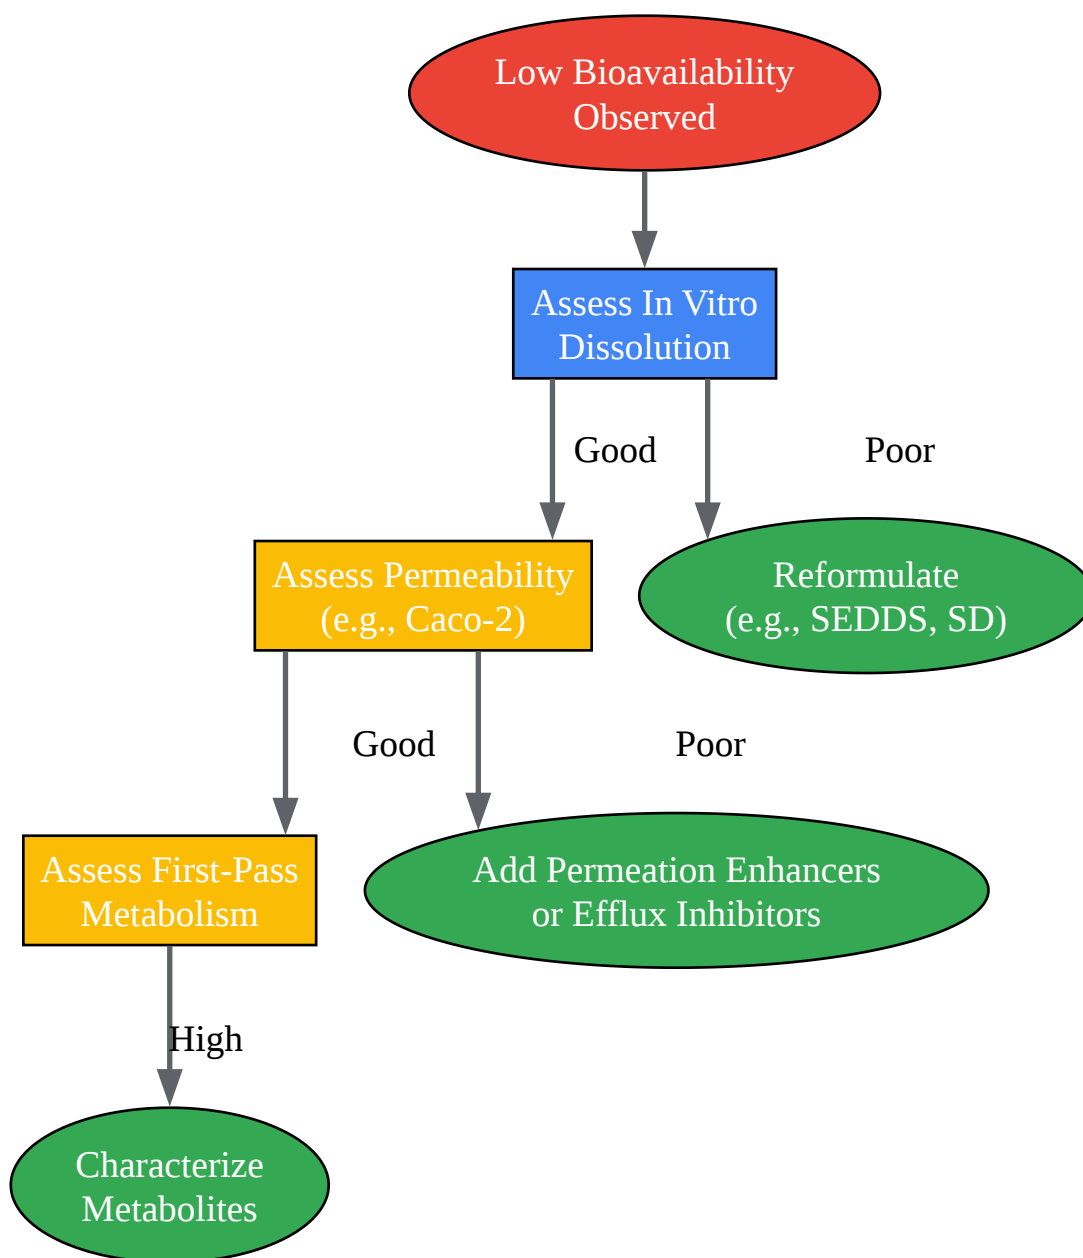 Low Bioavailability
Observed
Assess In Vitro
Dissolution
Good
Poor
Assess Permeability
(e.g., Caco-2)
Reformulate
(e.g., SEDDS, SD)
Good
Poor
Assess First-Pass
Metabolism
Add Permeation Enhancers
or Efflux Inhibitors
High
Characterize
Metabolites